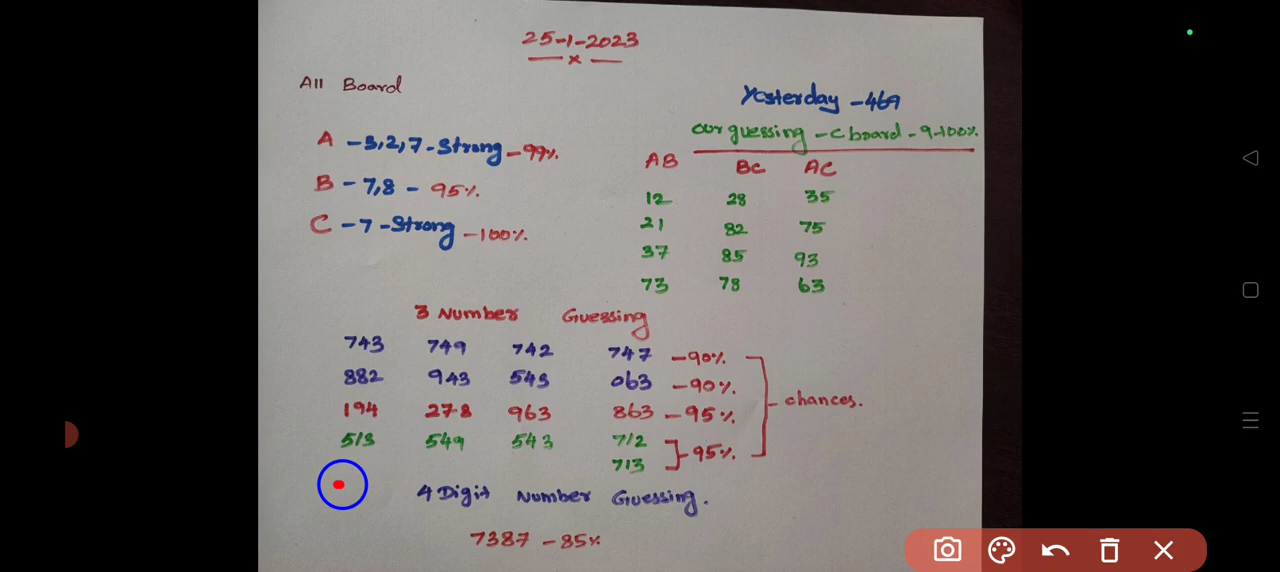 25-1-2023
x
All Board
Yesterday - 469
our guessing - C board - 9-100%
A - 3,2,7 - Strong - 99%
B - 7,8 - 95%
C - 7 - Strong - 100%
AB BC AC
12 28 35
21 82 75
37 85 93
73 78 63
3 Number Guessing
743 749 742 747 - 90%
882 943 543 063 - 90%
194 278 963 863 - 95%
513 549 543 712
713 95%
chances.
4 Digit Number Guessing.
7387 - 85%